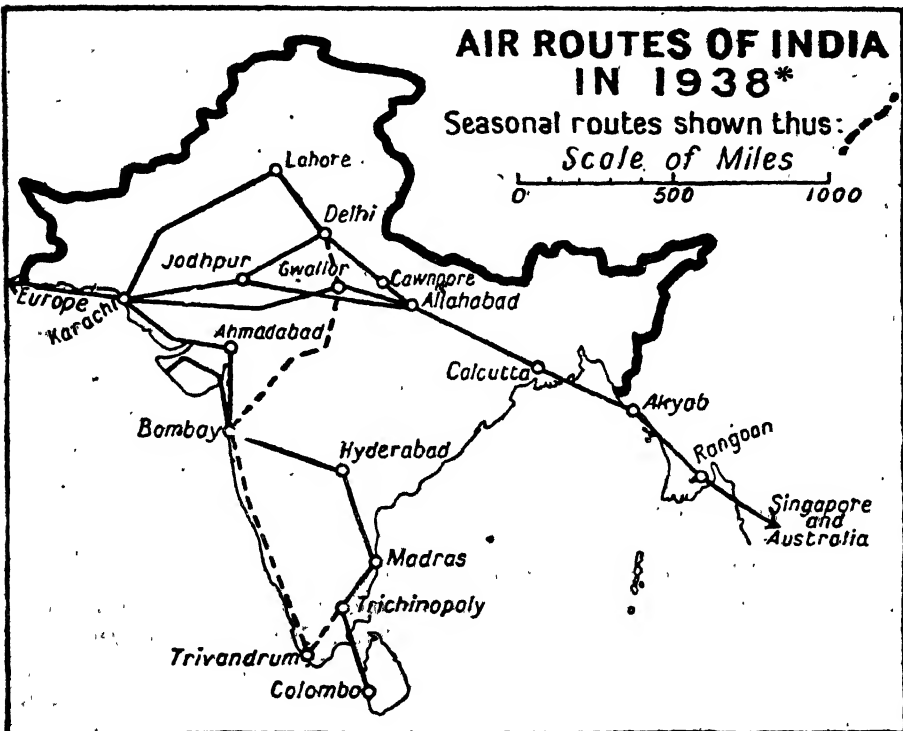 AIR ROUTES OF INDIA
IN 1938*
Seasonal routes shown thus:
Scale of Miles
0 500 1000
Lahore
Delhi
Jodhpur
Gwalior
Cawnpore
Allahabad
Europe
Karachi
Ahmadabad
Calcutta
Akyab
Bombay
Hyderabad
Rangoon
Singapore
and
Australia
Madras
Trichinopoly
Trivandrum
Colombo